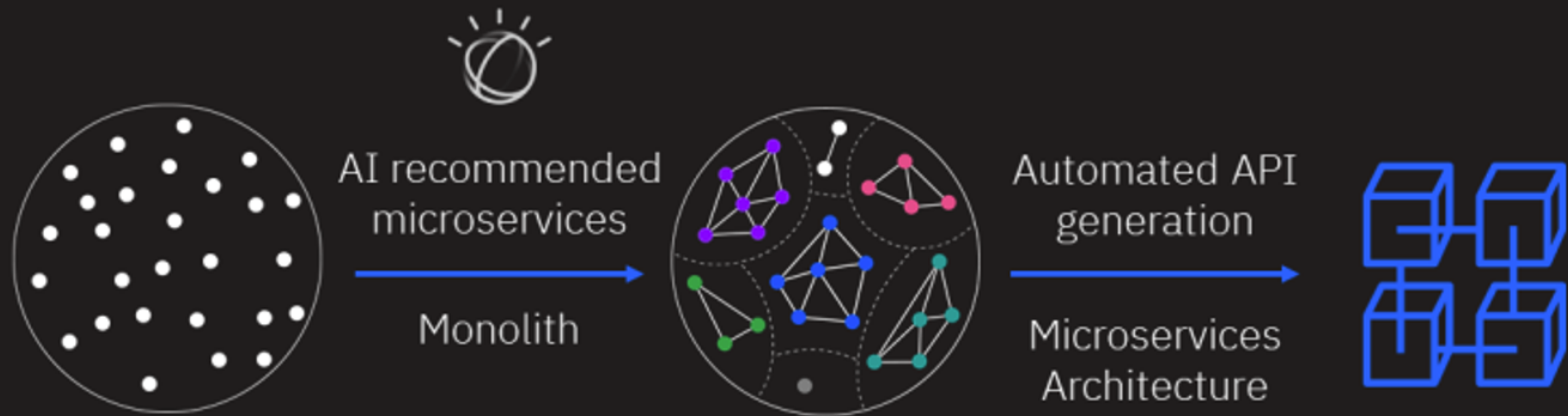 AI recommended
microservices
Monolith
Automated API
generation
Microservices
Architecture